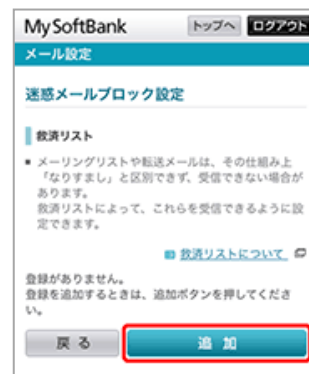 My SoftBank トップへ ログアウト
メール設定
迷惑メールブロック設定
救済リスト
■ メーリングリストや転送メールは、その仕組み上
「なりすまし」と区別できず、受信できない場合が
あります。
救済リストによって、これらを受信できるように設
定できます。
救済リストについて
登録がありません。
登録を追加するときは、追加ボタンを押してくださ
い。
戻る 追加